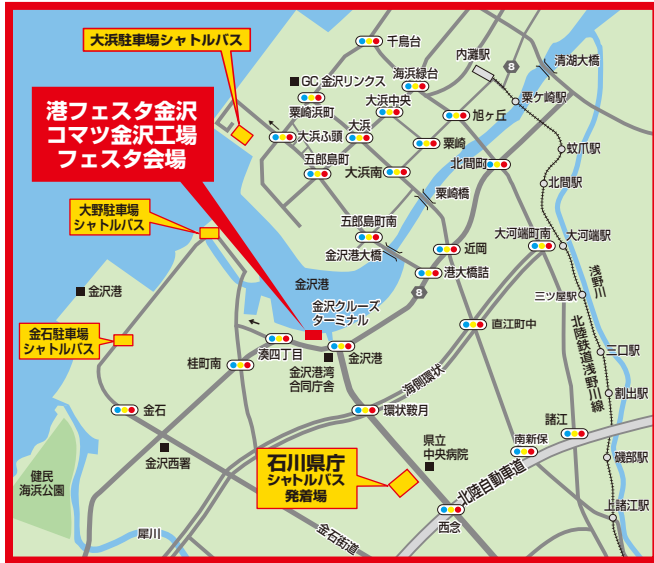 大浜駐車場シャトルバス
千鳥台
内灘駅
清湖大橋
8
GC 金沢リンクス
海浜緑台
粟ケ崎駅
粟崎浜町
大浜中央
旭ヶ丘
港フェスタ金沢
コマツ金沢工場
フェスタ会場
大浜ふ頭
大浜
粟崎
蚊爪駅
五郎島町
大浜南
北間町
北間駅
粟崎橋
大野駐車場
シャトルバス
五郎島町南
近岡
大河端町南
大河端駅
金沢港大橋
港大橋詰
浅野川
金沢港
金沢港
8
三ツ屋駅
金沢クルーズ
ターミナル
直江町中
北陸鉄道浅野川線
金石駐車場
シャトルバス
湊四丁目
金沢港
三口駅
桂町南
金沢港湾
合同庁舎
海側環状
割出駅
金石
環状鞍月
諸江
金沢西署
県立
中央病院
南新保
磯部駅
石川県庁
シャトルバス
発着場
健民
海浜公園
北陸自動車道
上諸江駅
西念
犀川
金石街道